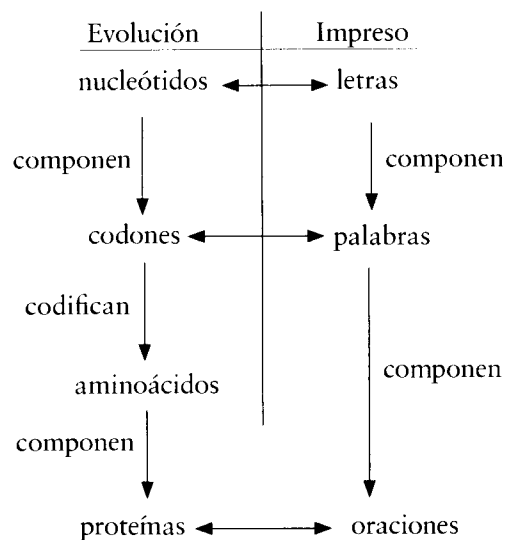 Evolución Impreso
nucleótidos letras
componen componen
codones palabras
codifican
componen
aminoácidos
componen
proteínas oraciones